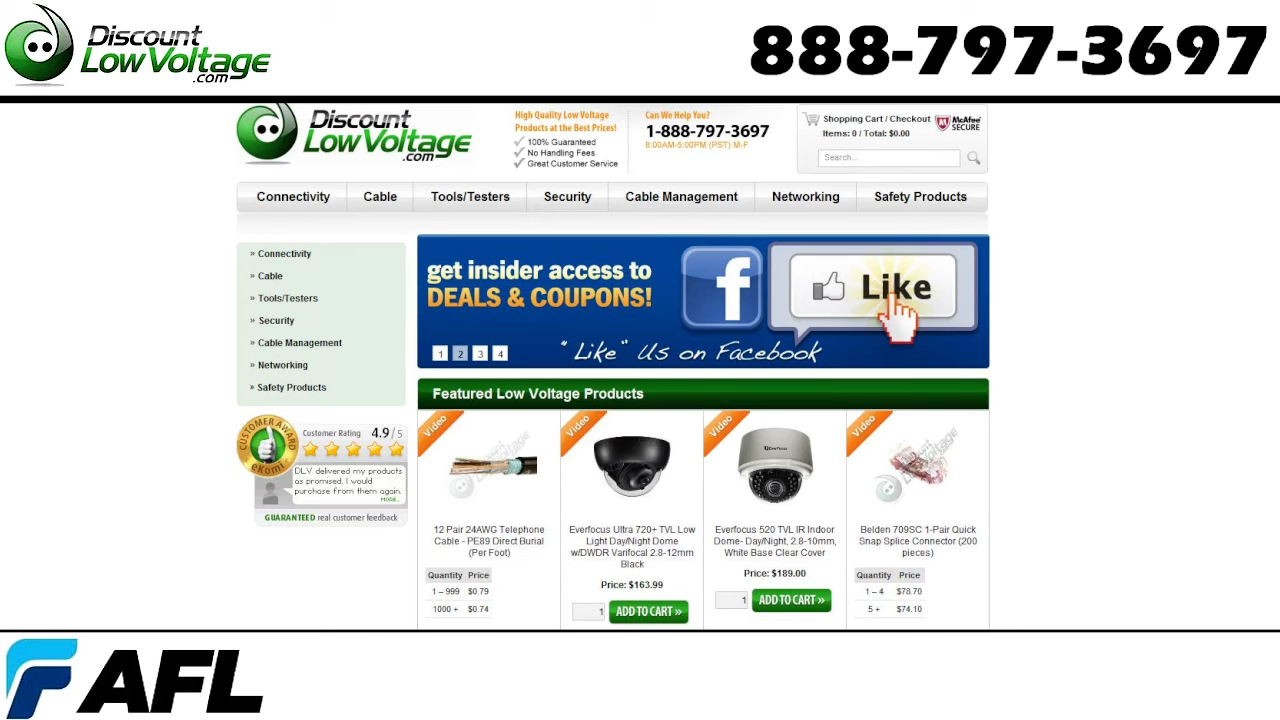 Discount
LowVoltage
.com
888-797-3697
Discount
LowVoltage
.com
High Quality Low Voltage
Products at the Best Prices!
100% Guaranteed
No Handling Fees
Great Customer Service
Can We Help You?
1-888-797-3697
8:00AM-5:00PM (PST) M-F
Shopping Cart / Checkout
Items: 0 / Total: $0.00
McAfee
SECURE
Search...
Connectivity Cable Tools/Testers Security Cable Management Networking Safety Products
» Connectivity
» Cable
» Tools/Testers
» Security
» Cable Management
» Networking
» Safety Products
get insider access to
DEALS & COUPONS!
f
Like
1 2 3 4
"Like" Us on Facebook
CUSTOMER AWARD
eKomi
Customer Rating 4.9 / 5
DLV delivered my products
as promised. I would
purchase from them again.
MORE...
GUARANTEED real customer feedback
Featured Low Voltage Products
Video
Video
Video
Video
EverFocus
12 Pair 24AWG Telephone
Cable - PE89 Direct Burial
(Per Foot)
Quantity Price
1 – 999 $0.79
1000 + $0.74
Everfocus Ultra 720+ TVL Low
Light Day/Night Dome
w/DWDR Varifocal 2.8-12mm
Black
Price: $163.99
1 ADD TO CART »
Everfocus 520 TVL IR Indoor
Dome- Day/Night, 2.8-10mm,
White Base Clear Cover
Price: $189.00
1 ADD TO CART »
Belden 709SC 1-Pair Quick
Snap Splice Connector (200
pieces)
Quantity Price
1 – 4 $78.70
5 + $74.10
AFL